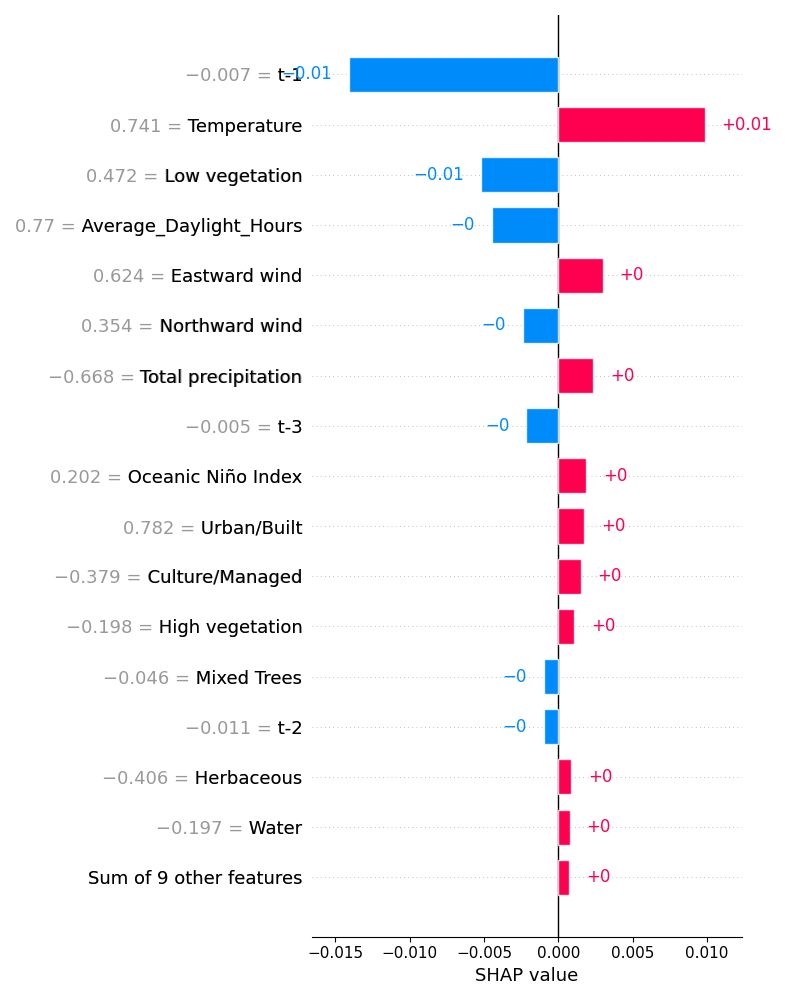 −0.007 = t-1 −0.01
0.741 = Temperature +0.01
0.472 = Low vegetation −0.01
0.77 = Average_Daylight_Hours −0
0.624 = Eastward wind +0
0.354 = Northward wind −0
−0.668 = Total precipitation +0
−0.005 = t-3 −0
0.202 = Oceanic Niño Index +0
0.782 = Urban/Built +0
−0.379 = Culture/Managed +0
−0.198 = High vegetation +0
−0.046 = Mixed Trees −0
−0.011 = t-2 −0
−0.406 = Herbaceous +0
−0.197 = Water +0
Sum of 9 other features +0
−0.015 −0.010 −0.005 0.000 0.005 0.010
SHAP value